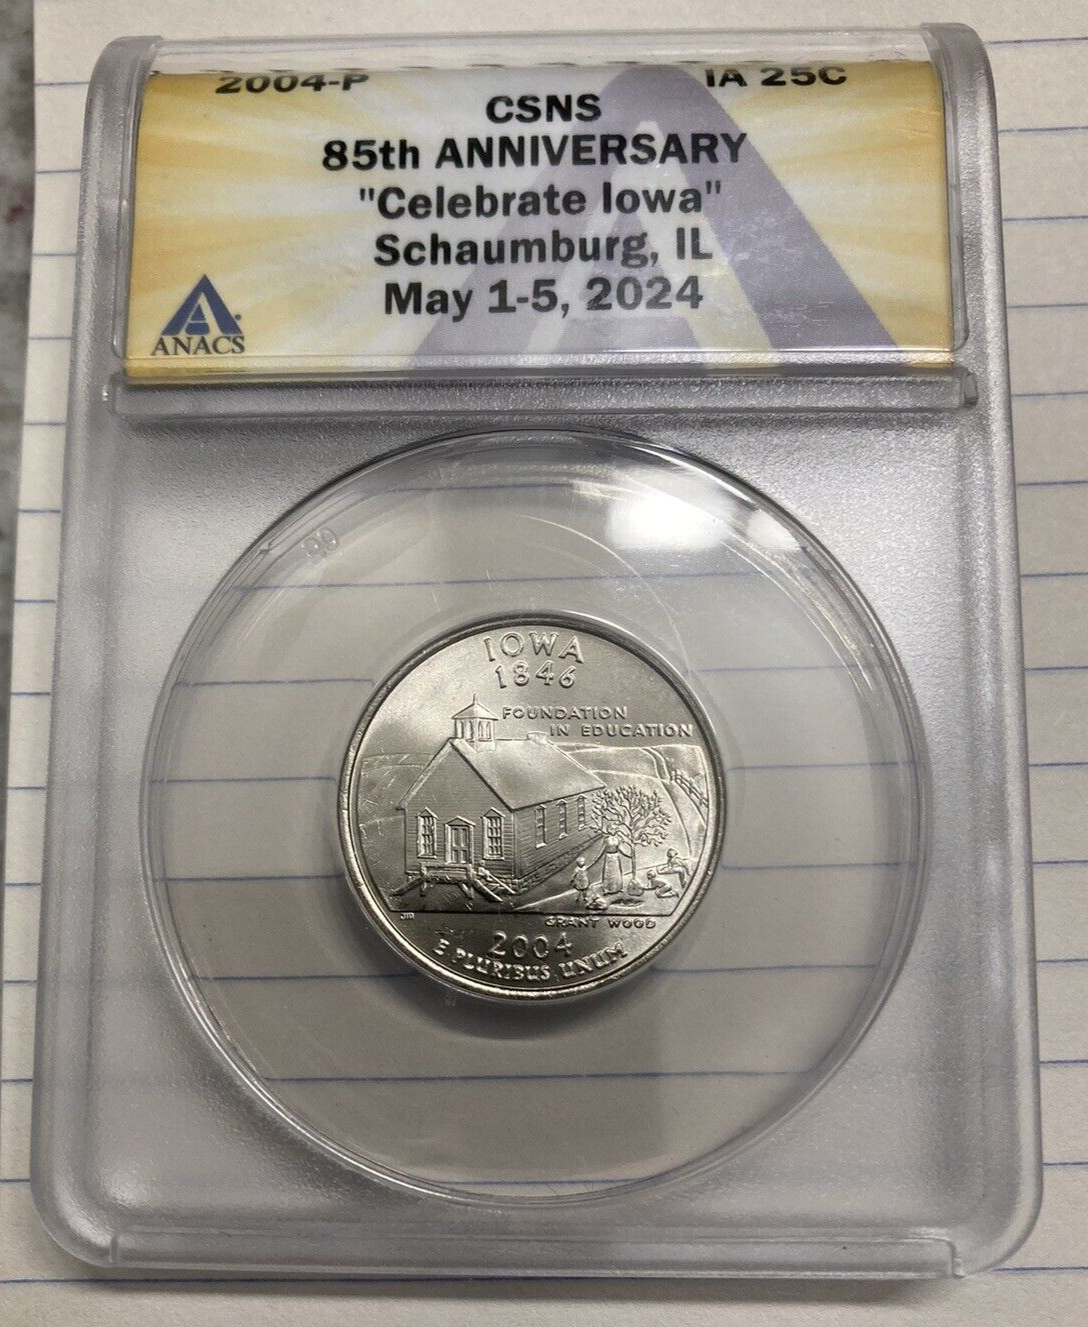 2004-P IA 25C
CSNS
85th ANNIVERSARY
"Celebrate Iowa"
Schaumburg, IL
May 1-5, 2024
ANACS
IOWA
1846
FOUNDATION
IN EDUCATION
JM
GRANT WOOD
2004
E PLURIBUS UNUM